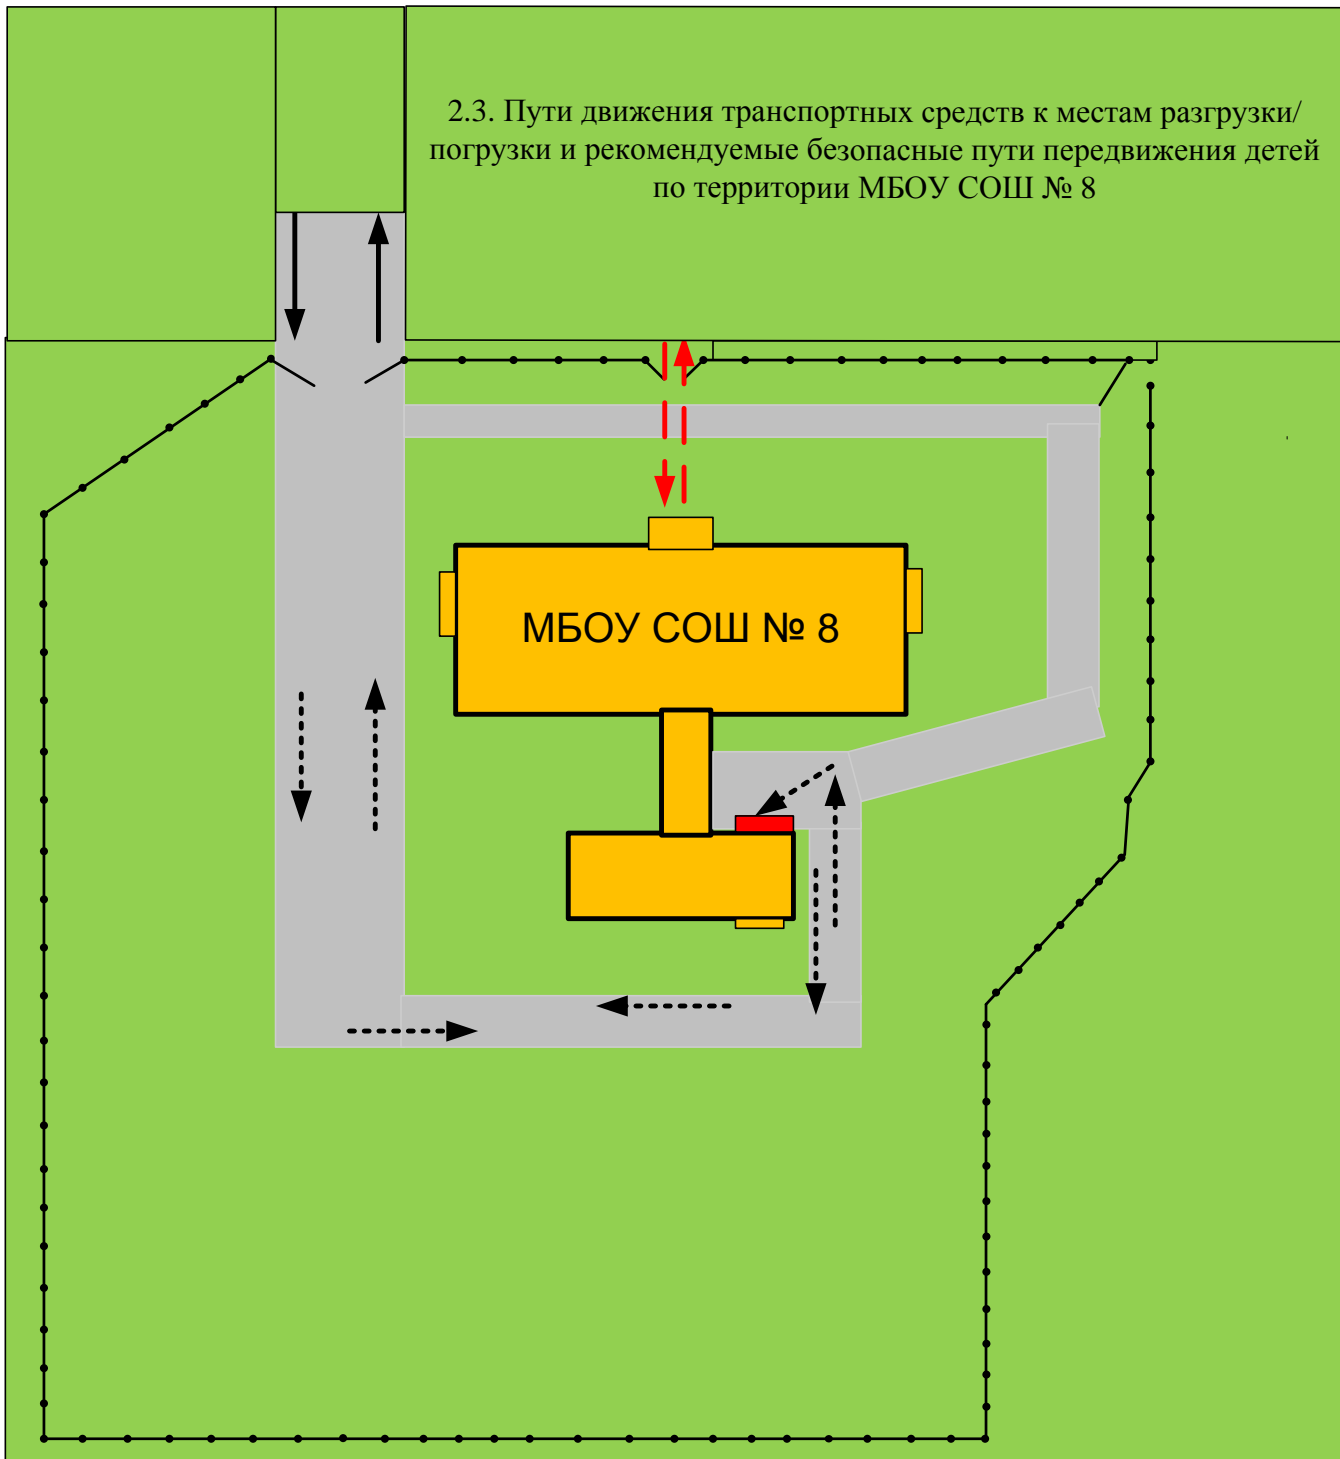 2.3. Пути движения транспортных средств к местам разгрузки/
погрузки и рекомендуемые безопасные пути передвижения детей
по территории МБОУ СОШ № 8
МБОУ СОШ № 8